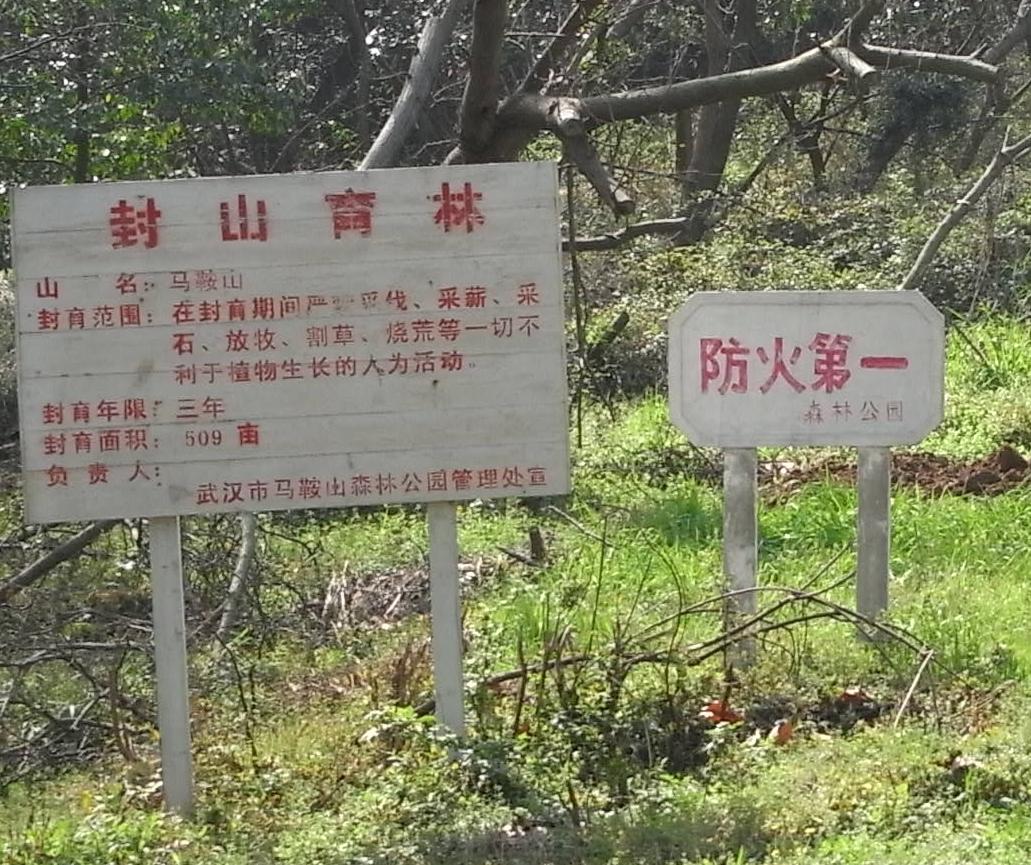 封山育林
山 名：马鞍山
封育范围：在封育期间严 采伐、采薪、采
石、放牧、割草、烧荒等一切不
利于植物生长的人为活动。
封育年限：三年
封育面积：509 亩
负责人：
武汉市马鞍山森林公园管理处宣
防火第一
森林公园